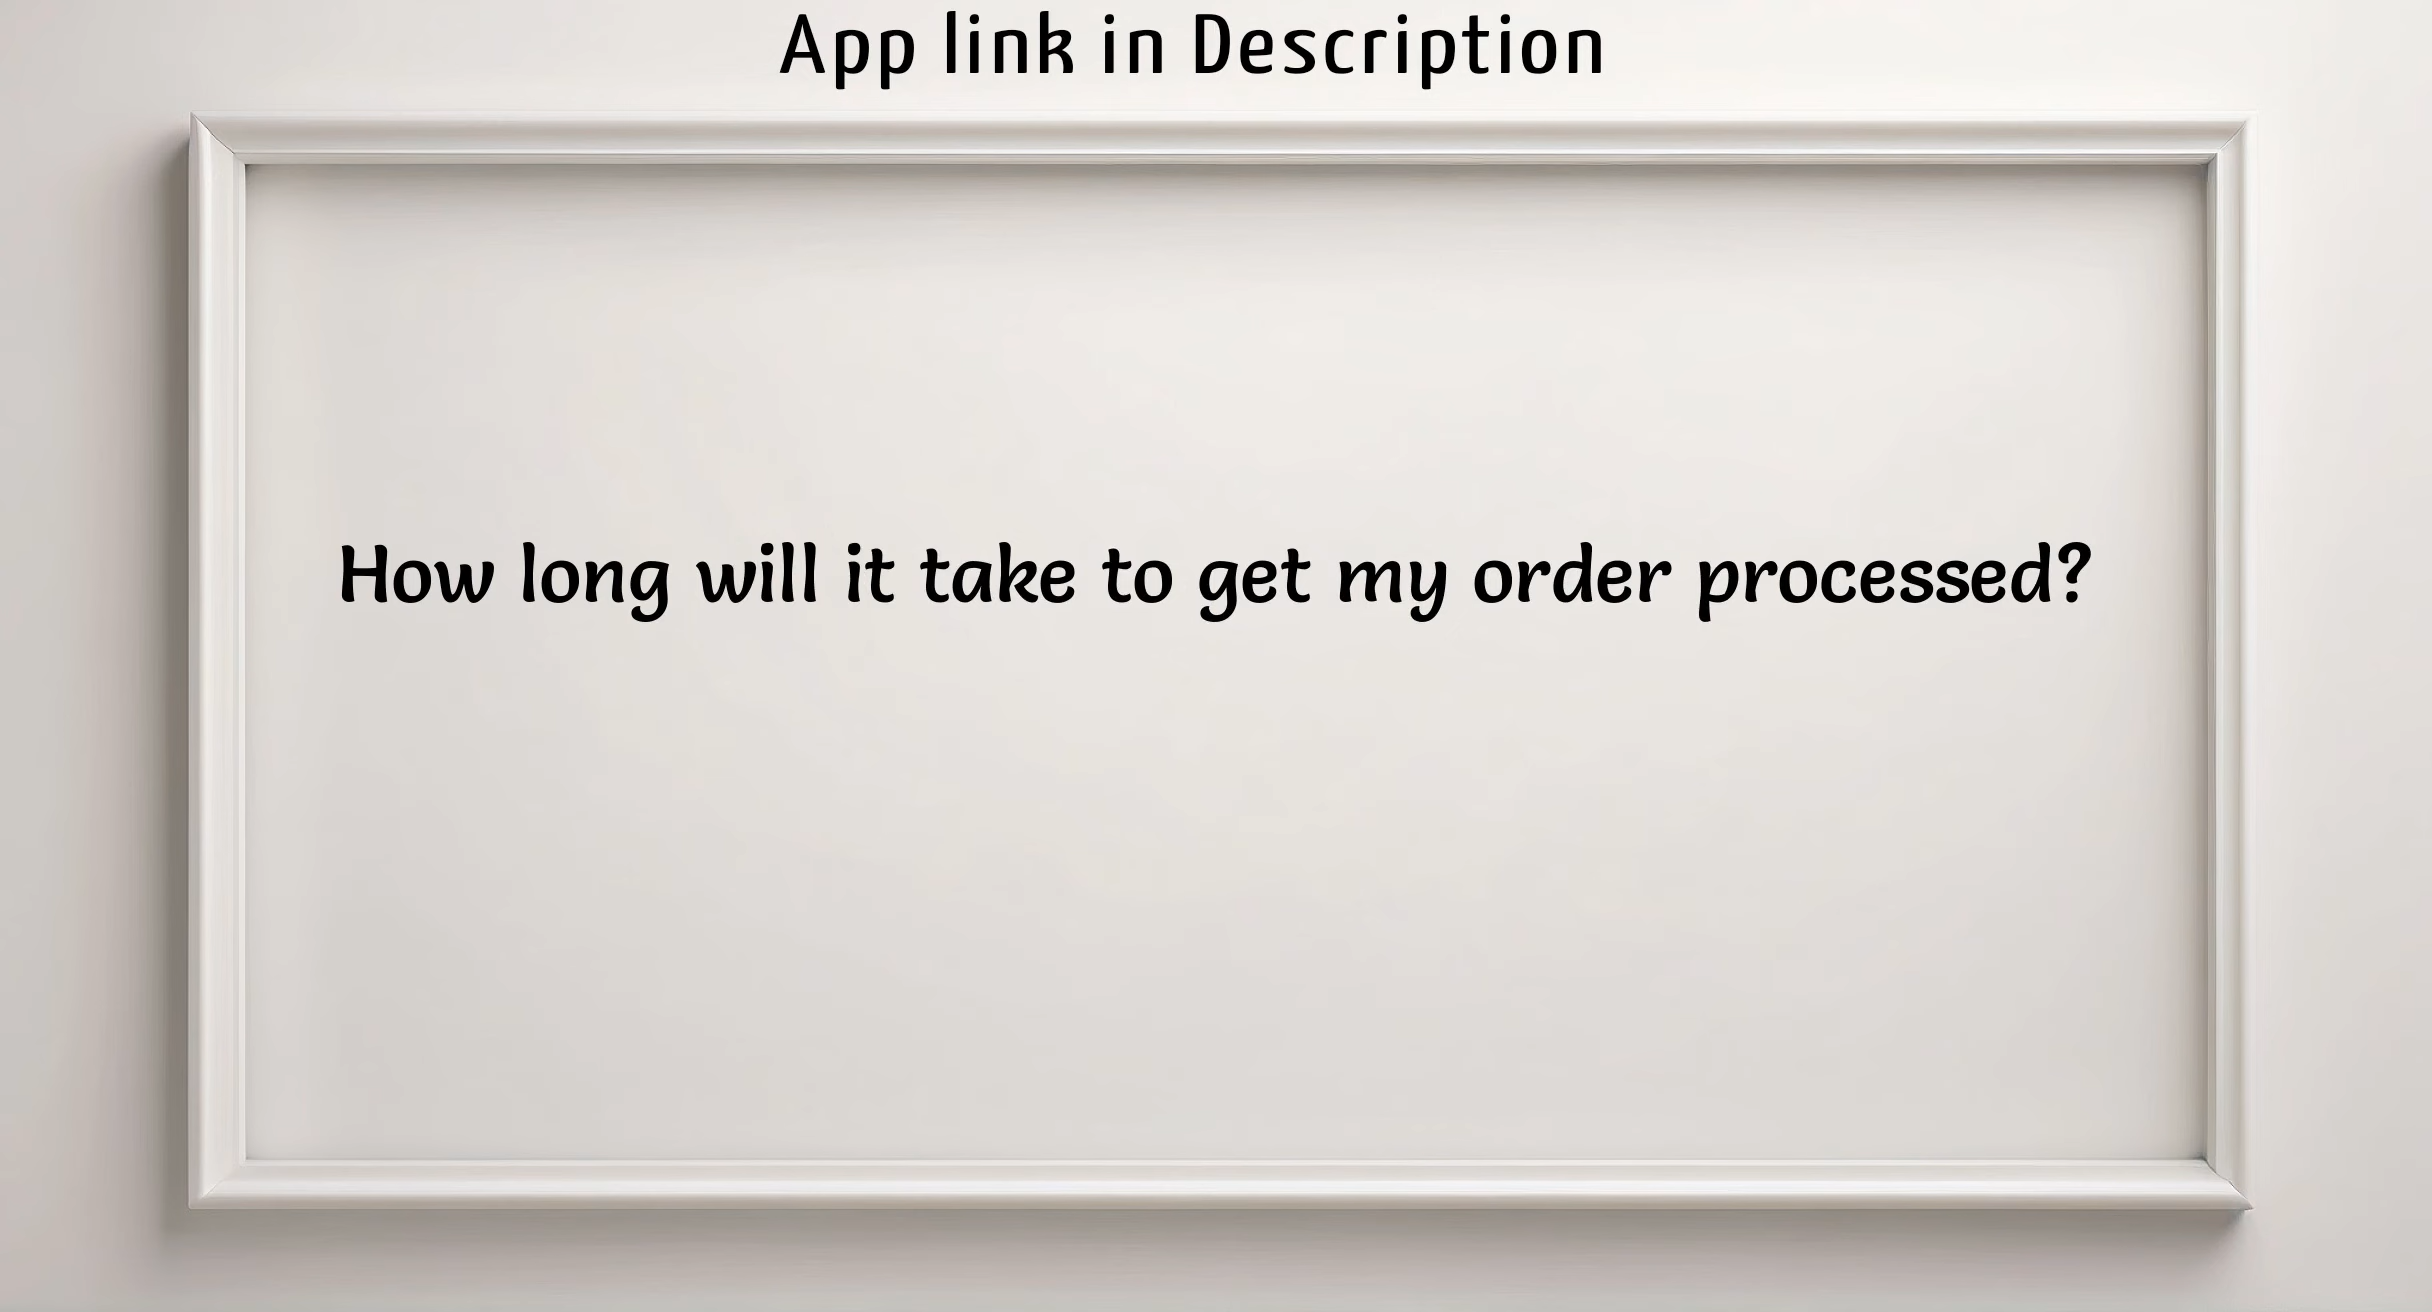 App link in Description
How long will it take to get my order processed?